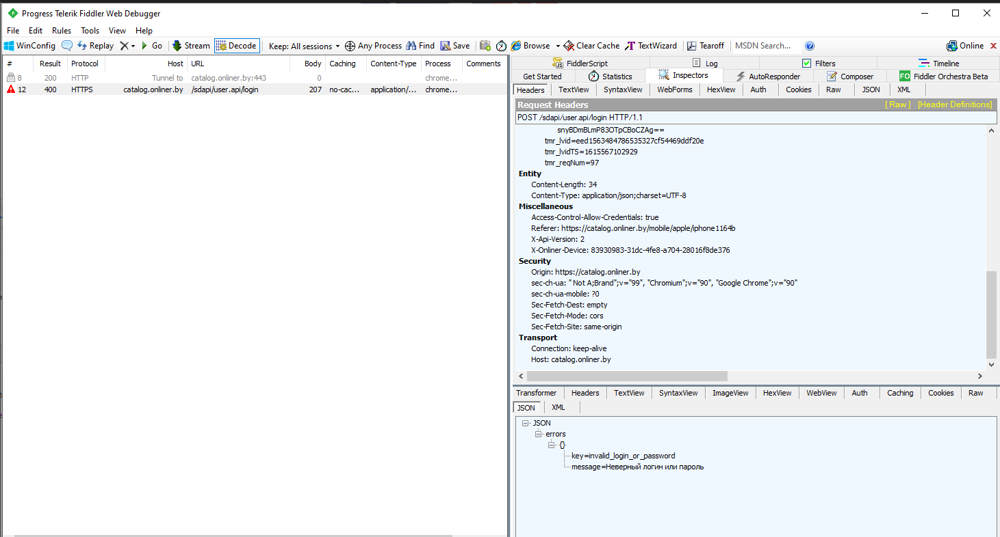 Progress Telerik Fiddler Web Debugger
File Edit Rules Tools View Help
WinConfig Replay Go Stream Decode Keep: All sessions Any Process Find Save Browse Clear Cache TextWizard Tearoff MSDN Search... Online
# Result Protocol Host URL Body Caching Content-Type Process Comments
8 200 HTTP Tunnel to catalog.onliner.by:443 0 chrome...
12 400 HTTPS catalog.onliner.by /sdapi/user.api/login 207 no-cac... application/... chrome...
FiddlerScript Log Filters Timeline
Get Started Statistics Inspectors AutoResponder Composer FO Fiddler Orchestra Beta
Headers TextView SyntaxView WebForms HexView Auth Cookies Raw JSON XML
Request Headers [ Raw ] [Header Definitions]
POST /sdapi/user.api/login HTTP/1.1
snyBDmBLmP83OTpCBoCZAg==
tmr_lvid=eed1563484786535327cf54469ddf20e
tmr_lvidTS=1615567102929
tmr_reqNum=97
Entity
Content-Length: 34
Content-Type: application/json;charset=UTF-8
Miscellaneous
Access-Control-Allow-Credentials: true
Referer: https://catalog.onliner.by/mobile/apple/iphone1164b
X-Api-Version: 2
X-Onliner-Device: 83930983-31dc-4fe8-a704-28016f8de376
Security
Origin: https://catalog.onliner.by
sec-ch-ua: " Not A;Brand";v="99", "Chromium";v="90", "Google Chrome";v="90"
sec-ch-ua-mobile: ?0
Sec-Fetch-Dest: empty
Sec-Fetch-Mode: cors
Sec-Fetch-Site: same-origin
Transport
Connection: keep-alive
Host: catalog.onliner.by
Transformer Headers TextView SyntaxView ImageView HexView WebView Auth Caching Cookies Raw
JSON XML
JSON
errors
{}
key=invalid_login_or_password
message=Неверный логин или пароль